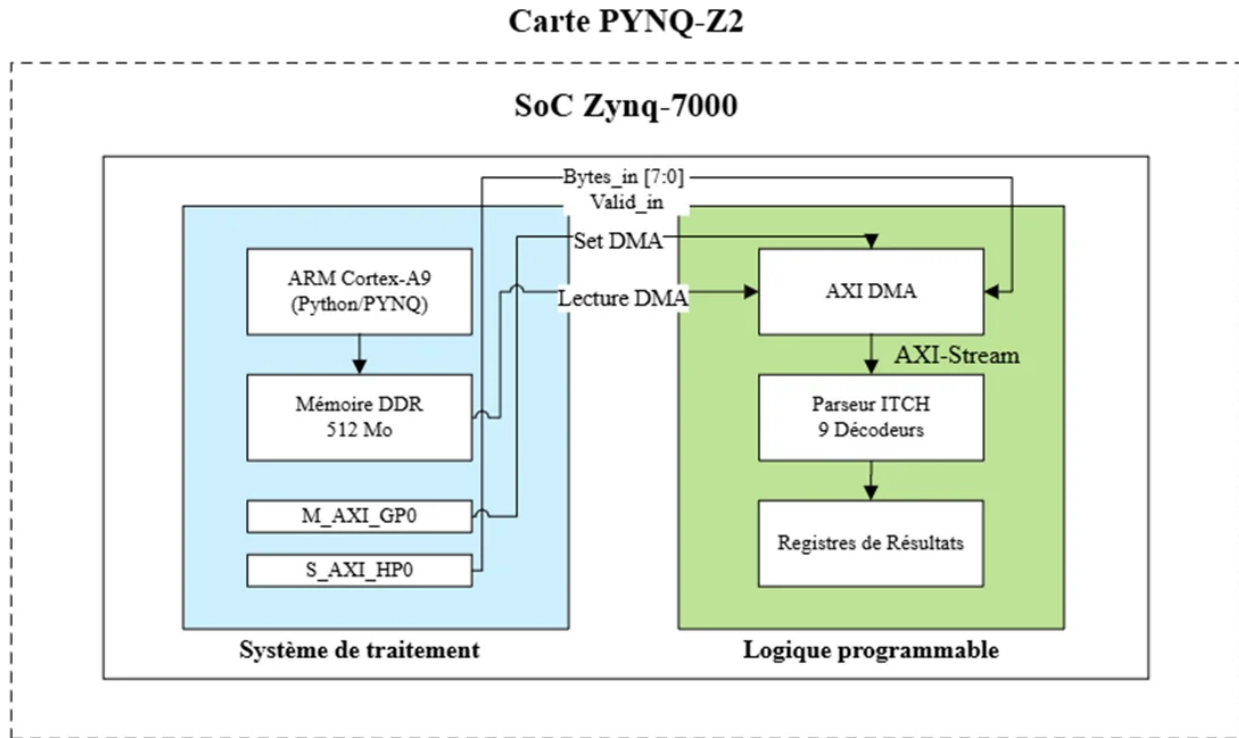 Carte PYNQ-Z2
SoC Zynq-7000
Bytes_in [7:0]
Valid_in
Set DMA
Lecture DMA
ARM Cortex-A9
(Python/PYNQ)
Mémoire DDR
512 Mo
M_AXI_GP0
S_AXI_HP0
Système de traitement
AXI DMA
AXI-Stream
Parseur ITCH
9 Décodeurs
Registres de Résultats
Logique programmable